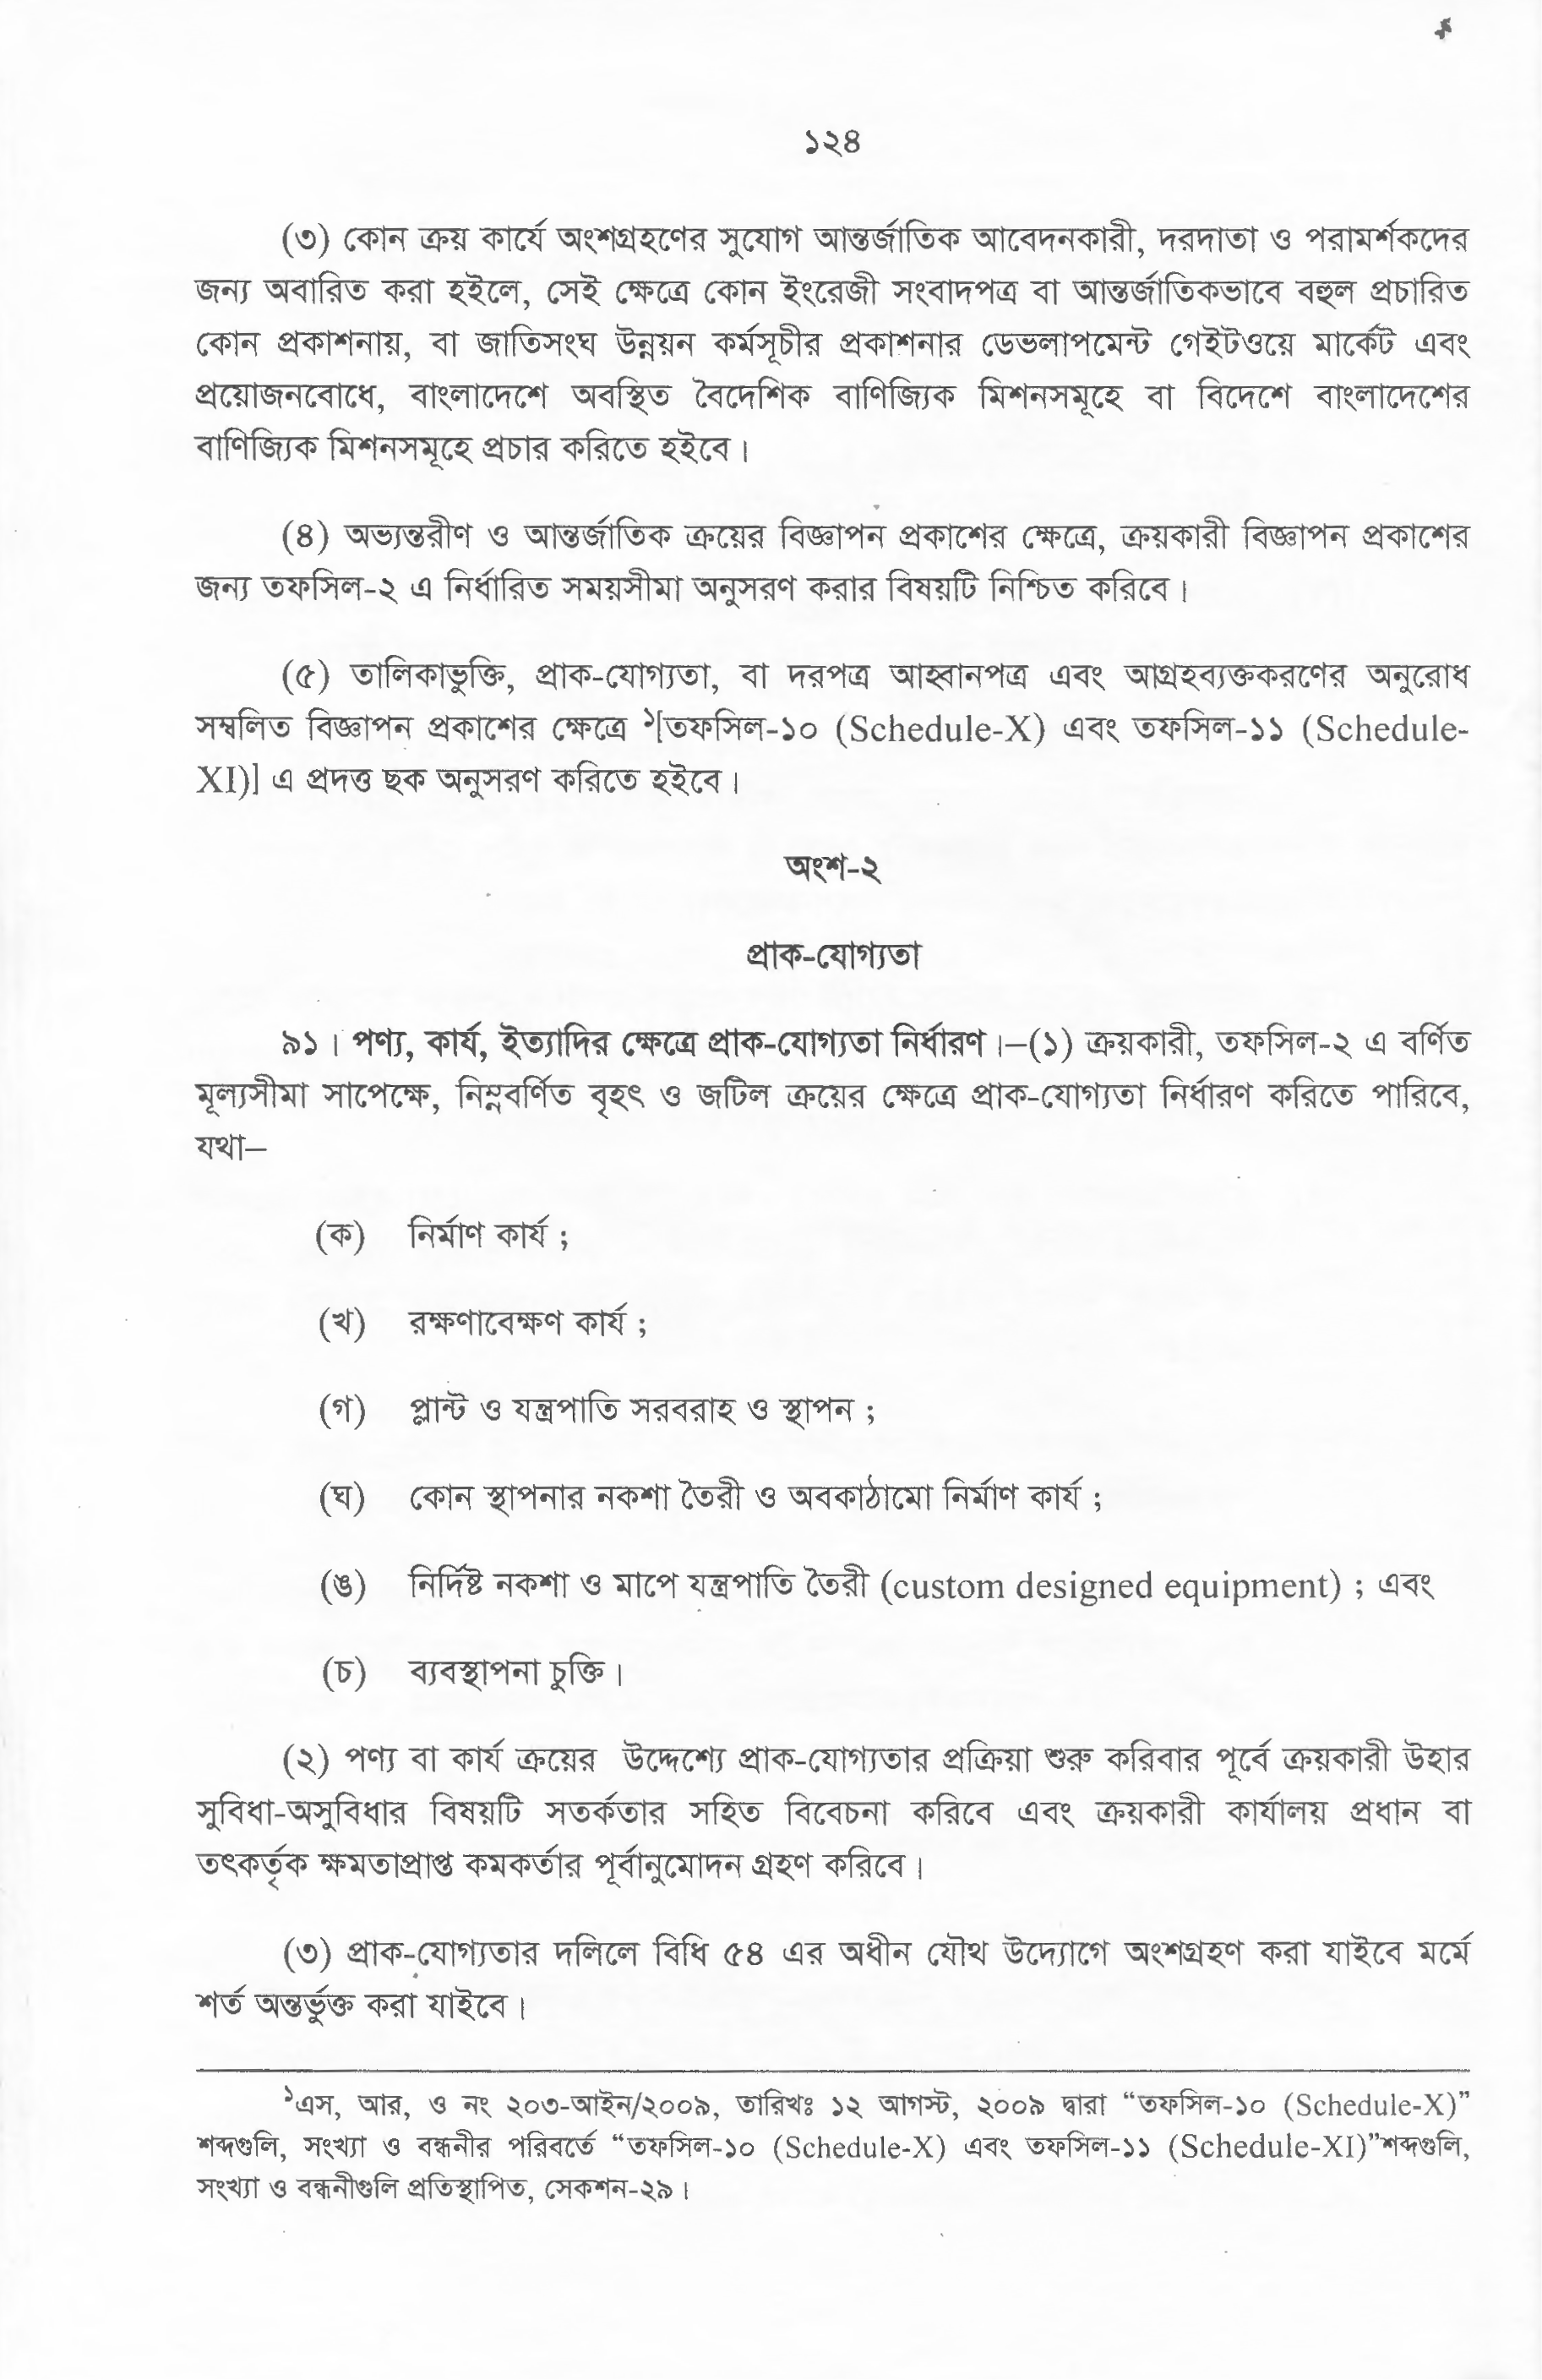 ১২৪
(৩) কোন ক্রয় কার্যে অংশগ্রহণের সুযোগ আন্তর্জাতিক আবেদনকারী, দরদাতা ও পরামর্শকদের
জন্য অবারিত করা হইলে, সেই ক্ষেত্রে কোন ইংরেজী সংবাদপত্র বা আন্তর্জাতিকভাবে বহুল প্রচারিত
কোন প্রকাশনায়, বা জাতিসংঘ উন্নয়ন কর্মসূচীর প্রকাশনার ডেভলাপমেন্ট গেইটওয়ে মার্কেট এবং
প্রয়োজনবোধে, বাংলাদেশে অবস্থিত বৈদেশিক বাণিজ্যিক মিশনসমূহে বা বিদেশে বাংলাদেশের
বাণিজ্যিক মিশনসমূহে প্রচার করিতে হইবে।
(৪) অভ্যন্তরীণ ও আন্তর্জাতিক ক্রয়ের বিজ্ঞাপন প্রকাশের ক্ষেত্রে, ক্রয়কারী বিজ্ঞাপন প্রকাশের
জন্য তফসিল-২ এ নির্ধারিত সময়সীমা অনুসরণ করার বিষয়টি নিশ্চিত করিবে।
(৫) তালিকাভুক্তি, প্রাক-যোগ্যতা, বা দরপত্র আহ্বানপত্র এবং আগ্রহব্যক্তকরণের অনুরোধ
সম্বলিত বিজ্ঞাপন প্রকাশের ক্ষেত্রে ১[তফসিল-১০ (Schedule-X) এবং তফসিল-১১ (Schedule-
XI)] এ প্রদত্ত ছক অনুসরণ করিতে হইবে।
অংশ-২
প্রাক-যোগ্যতা
৯১। পণ্য, কার্য, ইত্যাদির ক্ষেত্রে প্রাক-যোগ্যতা নির্ধারণ।–(১) ক্রয়কারী, তফসিল-২ এ বর্ণিত
মূল্যসীমা সাপেক্ষে, নিম্নবর্ণিত বৃহৎ ও জটিল ক্রয়ের ক্ষেত্রে প্রাক-যোগ্যতা নির্ধারণ করিতে পারিবে,
যথা–
(ক) নির্মাণ কার্য ;
(খ) রক্ষণাবেক্ষণ কার্য ;
(গ) প্লান্ট ও যন্ত্রপাতি সরবরাহ ও স্থাপন ;
(ঘ) কোন স্থাপনার নকশা তৈরী ও অবকাঠামো নির্মাণ কার্য ;
(ঙ) নির্দিষ্ট নকশা ও মাপে যন্ত্রপাতি তৈরী (custom designed equipment) ; এবং
(চ) ব্যবস্থাপনা চুক্তি।
(২) পণ্য বা কার্য ক্রয়ের উদ্দেশ্যে প্রাক-যোগ্যতার প্রক্রিয়া শুরু করিবার পূর্বে ক্রয়কারী উহার
সুবিধা-অসুবিধার বিষয়টি সতর্কতার সহিত বিবেচনা করিবে এবং ক্রয়কারী কার্যালয় প্রধান বা
তৎকর্তৃক ক্ষমতাপ্রাপ্ত কমকর্তার পূর্বানুমোদন গ্রহণ করিবে।
(৩) প্রাক-যোগ্যতার দলিলে বিধি ৫৪ এর অধীন যৌথ উদ্যোগে অংশগ্রহণ করা যাইবে মর্মে
শর্ত অন্তর্ভুক্ত করা যাইবে।
১এস, আর, ও নং ২০৩-আইন/২০০৯, তারিখঃ ১২ আগস্ট, ২০০৯ দ্বারা “তফসিল-১০ (Schedule-X)”
শব্দগুলি, সংখ্যা ও বন্ধনীর পরিবর্তে “তফসিল-১০ (Schedule-X) এবং তফসিল-১১ (Schedule-XI)”শব্দগুলি,
সংখ্যা ও বন্ধনীগুলি প্রতিস্থাপিত, সেকশন-২৯।